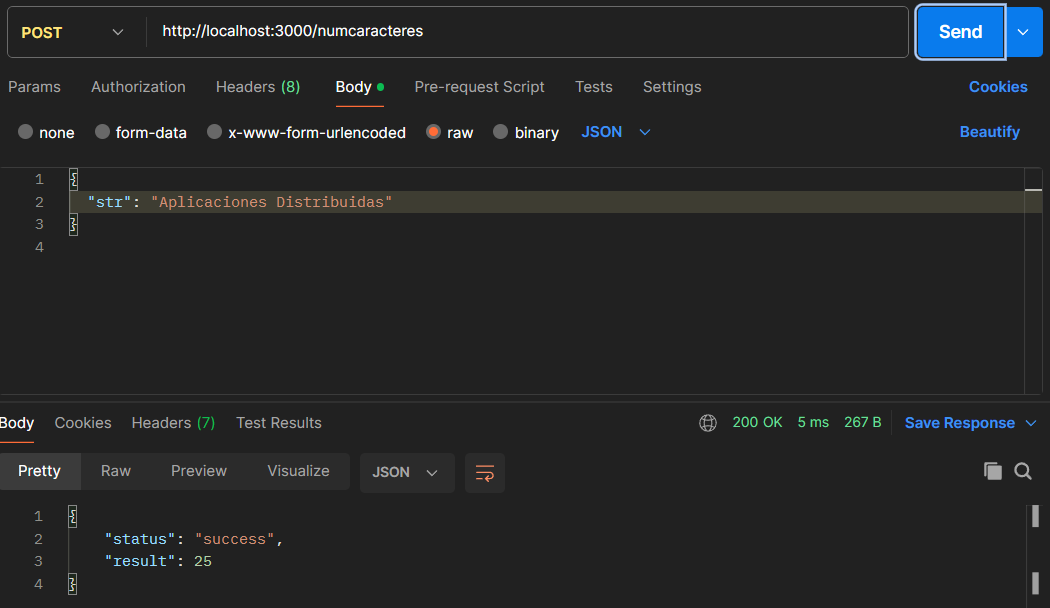 POST http://localhost:3000/numcaracteres Send
Params Authorization Headers (8) Body Pre-request Script Tests Settings Cookies
none form-data x-www-form-urlencoded raw binary JSON Beautify
1 {
2 "str": "Aplicaciones Distribuidas"
3 }
4
Body Cookies Headers (7) Test Results 200 OK 5 ms 267 B Save Response
Pretty Raw Preview Visualize JSON
1 {
2 "status": "success",
3 "result": 25
4 }